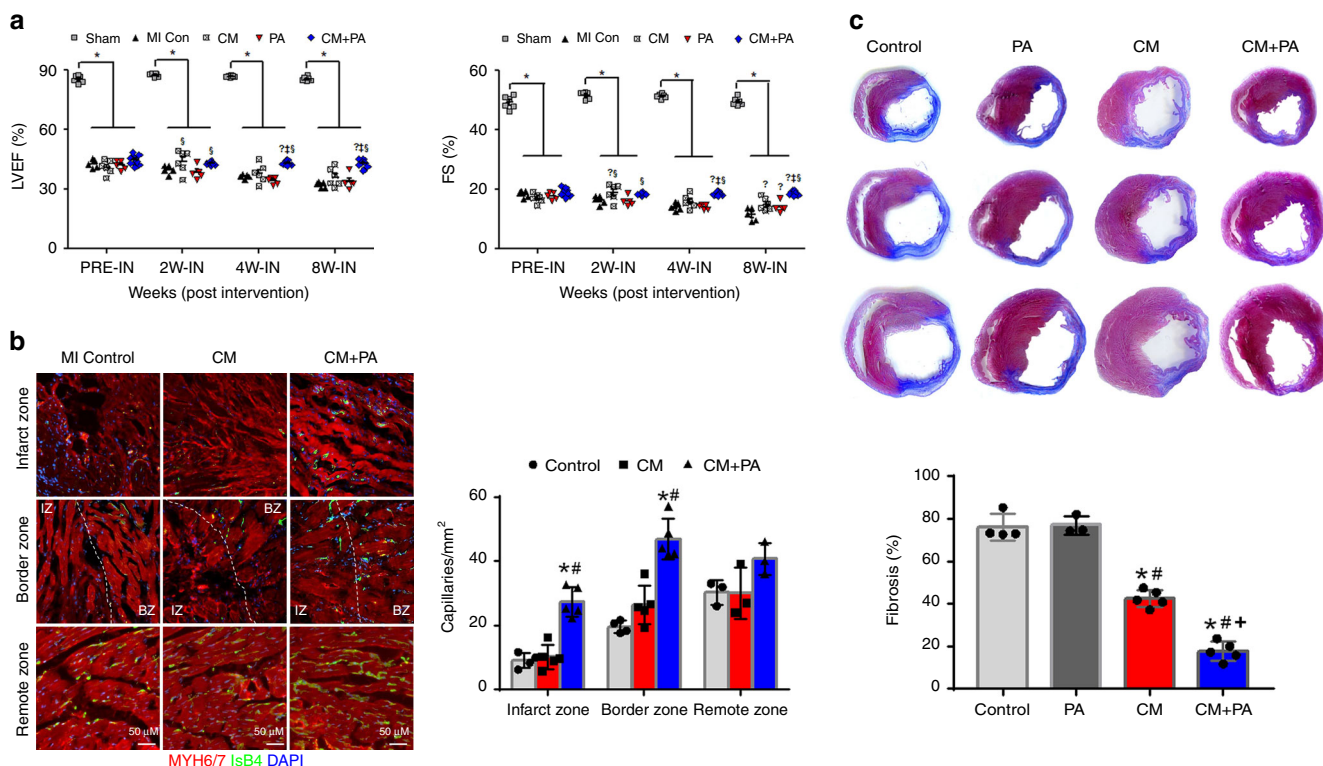 a
Sham MI Con CM PA CM+PA
* * * *
90
60
30
0
LVEF (%)
§ § ?‡§ ?‡§
PRE-IN 2W-IN 4W-IN 8W-IN
Weeks (post intervention)
Sham MI Con CM PA CM+PA
* * * *
60
40
20
0
FS (%)
?§ § ?‡§ ? ? ?‡§
PRE-IN 2W-IN 4W-IN 8W-IN
Weeks (post intervention)
b
MI Control CM CM+PA
Infarct zone
Border zone
IZ BZ
BZ IZ
IZ BZ
Remote zone
50 µM 50 µM 50 µM
MYH6/7 IsB4 DAPI
Control CM CM+PA
60
40
20
0
Capillaries/mm²
*# *#
Infarct zone Border zone Remote zone
c
Control PA CM CM+PA
100
80
60
40
20
0
Fibrosis (%)
*#
*#+
Control PA CM CM+PA